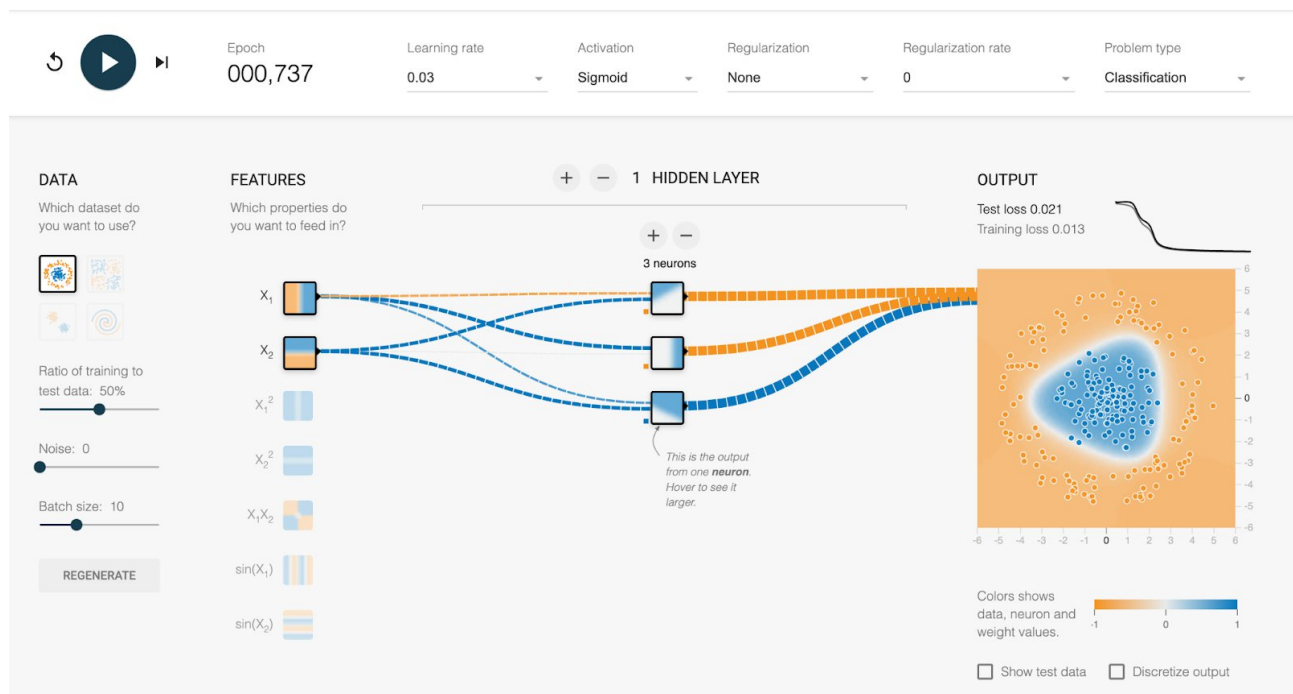 Epoch
000,737
Learning rate
0.03
Activation
Sigmoid
Regularization
None
Regularization rate
0
Problem type
Classification
DATA
Which dataset do
you want to use?
Ratio of training to
test data: 50%
Noise: 0
Batch size: 10
REGENERATE
FEATURES
Which properties do
you want to feed in?
X₁
X₂
X₁²
X₂²
X₁X₂
sin(X₁)
sin(X₂)
+ − 1 HIDDEN LAYER
+ −
3 neurons
This is the output
from one neuron.
Hover to see it
larger.
OUTPUT
Test loss 0.021
Training loss 0.013
6
5
4
3
2
1
0
-1
-2
-3
-4
-5
-6
-6 -5 -4 -3 -2 -1 0 1 2 3 4 5 6
Colors shows
data, neuron and
weight values.
-1 0 1
Show test data
Discretize output